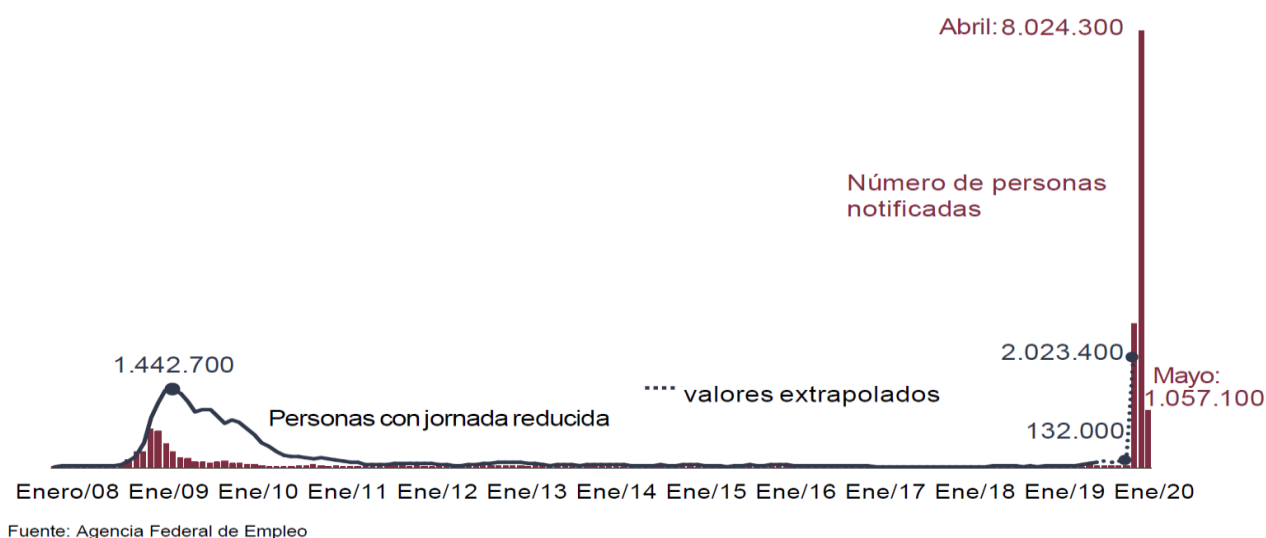 Abril: 8.024.300
Número de personas
notificadas
2.023.400
1.442.700
Mayo:
valores extrapolados
1.057.100
Personas con jornada reducida
132.000
Enero/08 Ene/09 Ene/10 Ene/11 Ene/12 Ene/13 Ene/14 Ene/15 Ene/16 Ene/17 Ene/18 Ene/19 Ene/20
Fuente: Agencia Federal de Empleo